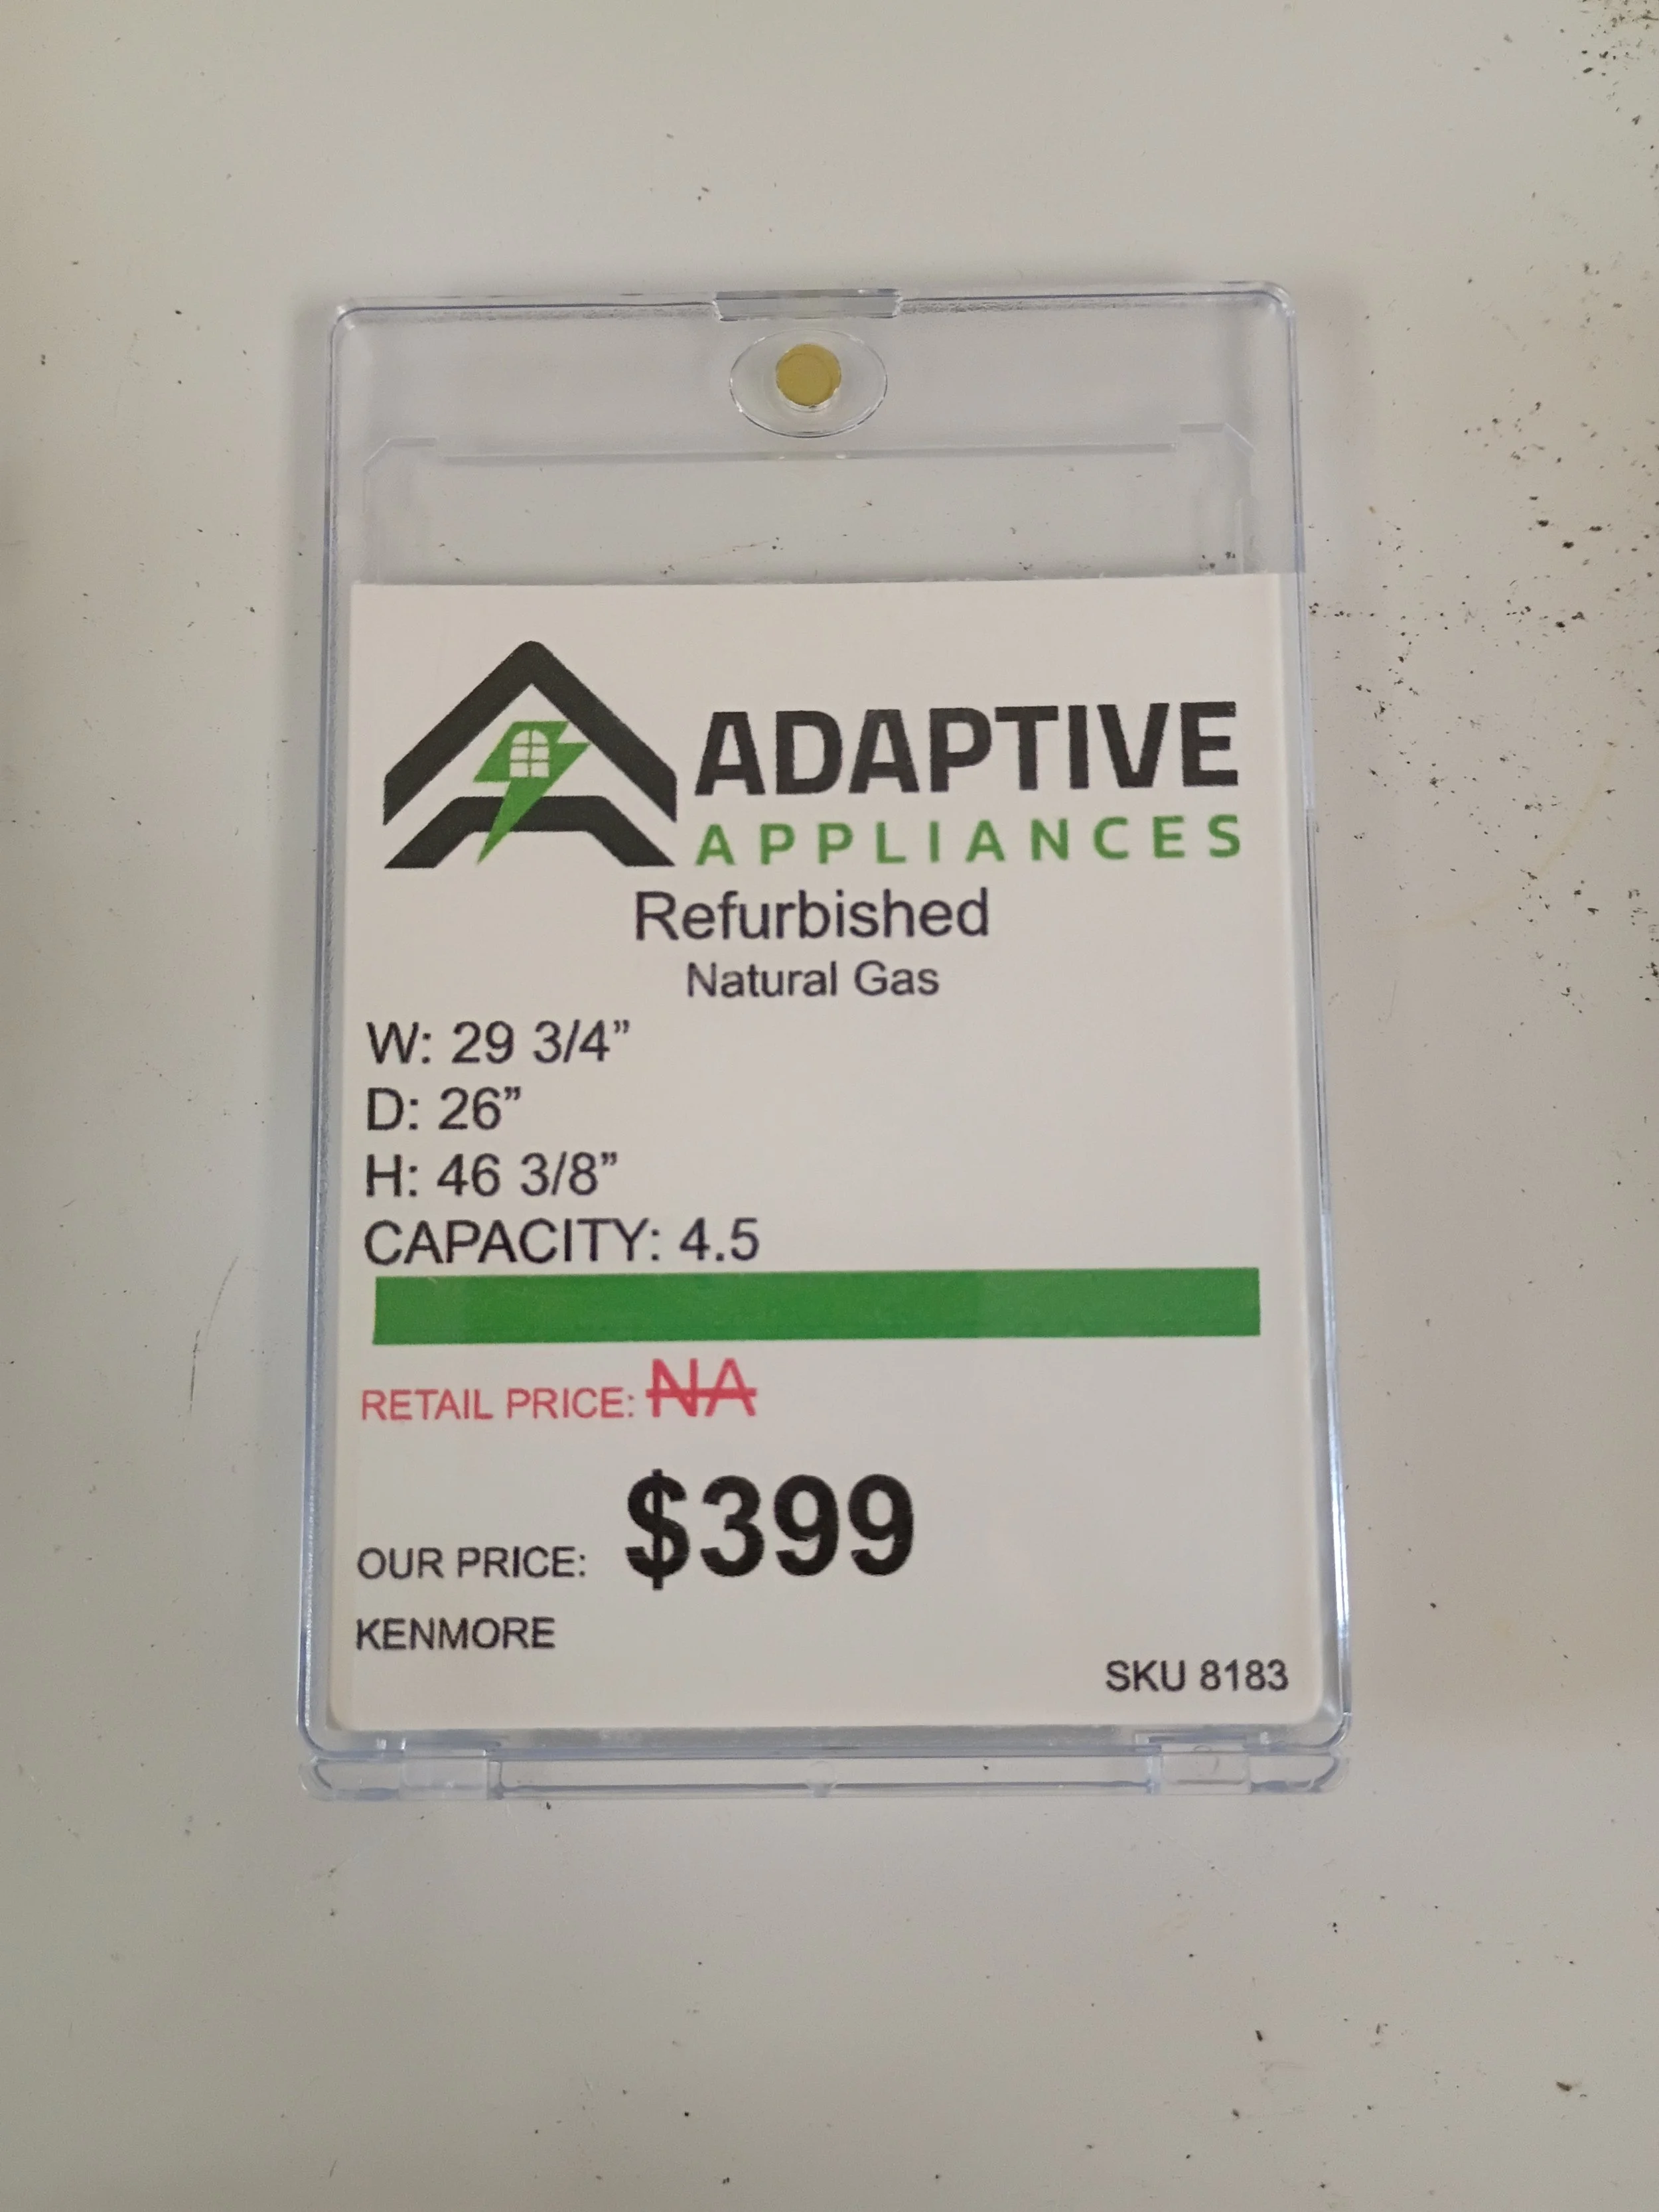 ADAPTIVE
APPLIANCES
Refurbished
Natural Gas
W: 29 3/4”
D: 26”
H: 46 3/8”
CAPACITY: 4.5
RETAIL PRICE: NA
OUR PRICE: $399
KENMORE
SKU 8183